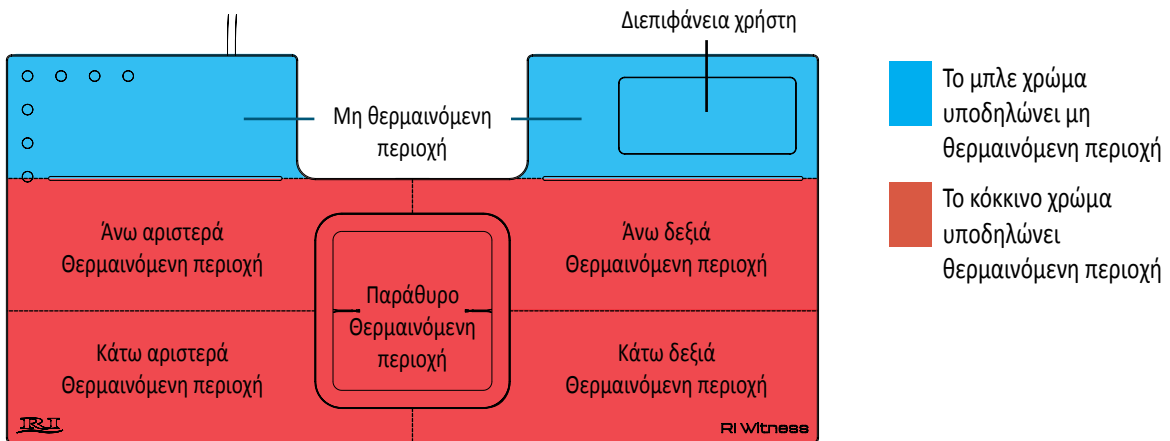 Διεπιφάνεια χρήστη
Μη θερμαινόμενη
περιοχή
Άνω αριστερά
Θερμαινόμενη περιοχή
Άνω δεξιά
Θερμαινόμενη περιοχή
Παράθυρο
Θερμαινόμενη
περιοχή
Κάτω αριστερά
Θερμαινόμενη περιοχή
Κάτω δεξιά
Θερμαινόμενη περιοχή
RI
RI Witness
Το μπλε χρώμα
υποδηλώνει μη
θερμαινόμενη περιοχή
Το κόκκινο χρώμα
υποδηλώνει
θερμαινόμενη περιοχή